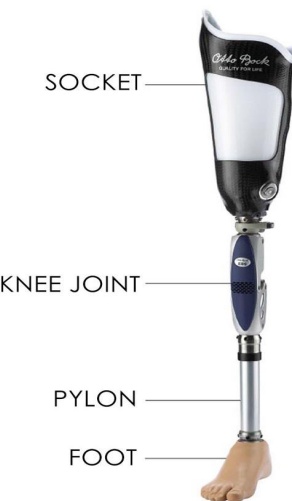 Otto Bock
QUALITY FOR LIFE
SOCKET
KNEE JOINT
PYLON
FOOT